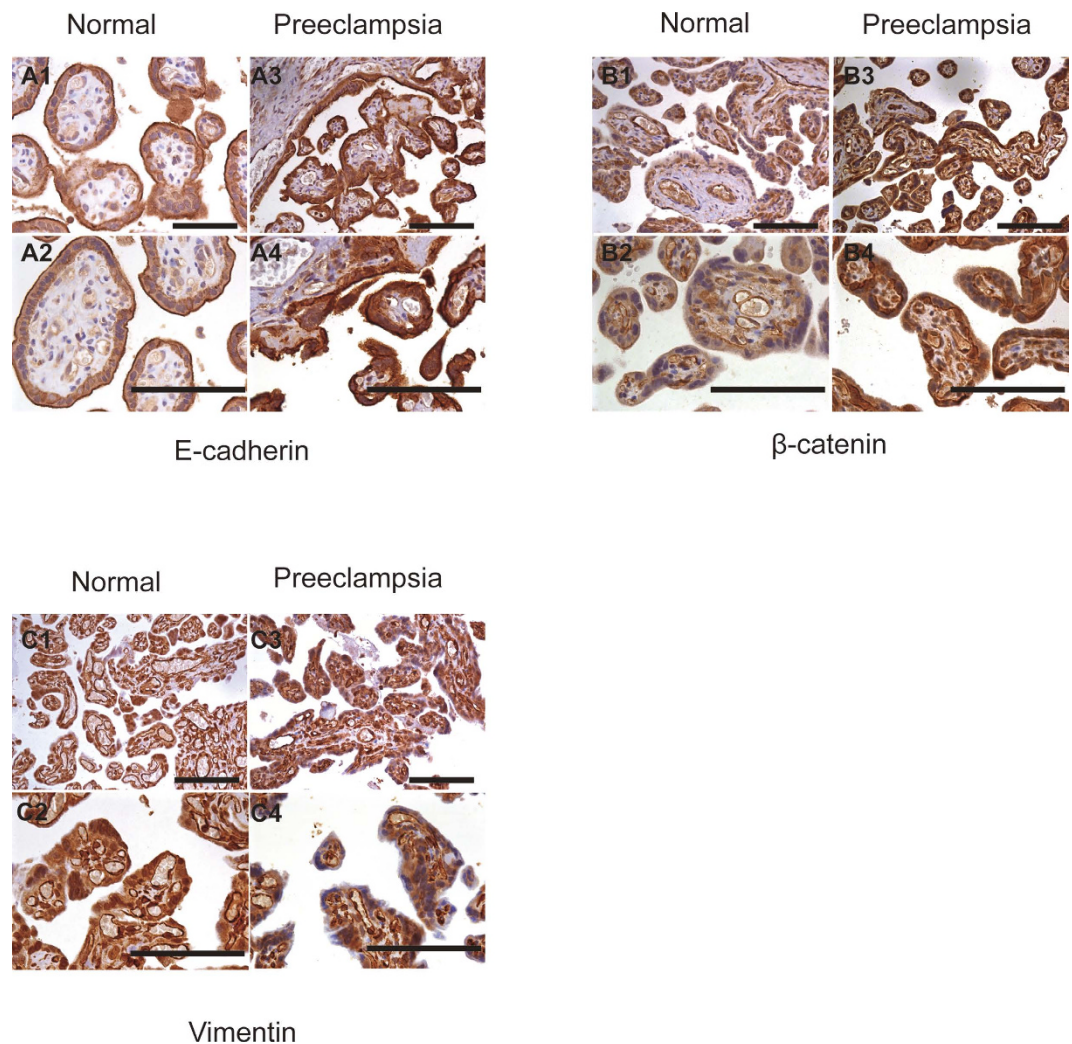 Normal Preeclampsia
A1 A3
A2 A4
E-cadherin
Normal Preeclampsia
B1 B3
B2 B4
β-catenin
Normal Preeclampsia
C1 C3
C2 C4
Vimentin